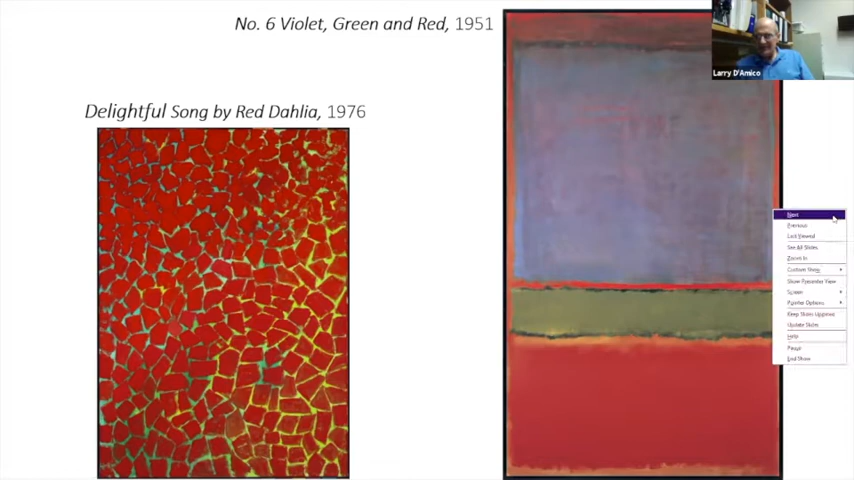 No. 6 Violet, Green and Red, 1951
Larry D'Amico
Delightful Song by Red Dahlia, 1976
Next
Previous
Last Viewed
See All Slides
Zoom In
Custom Show
Show Presenter View
Screen
Pointer Options
Keep Slides Updated
Update Slides
Help
Pause
End Show